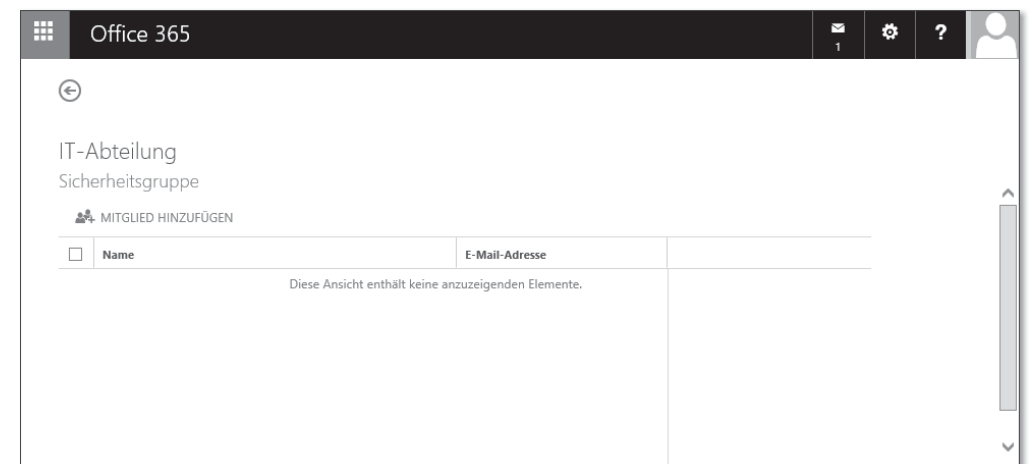 Office 365
1
?
IT-Abteilung
Sicherheitsgruppe
MITGLIED HINZUFÜGEN
Name E-Mail-Adresse
Diese Ansicht enthält keine anzuzeigenden Elemente.